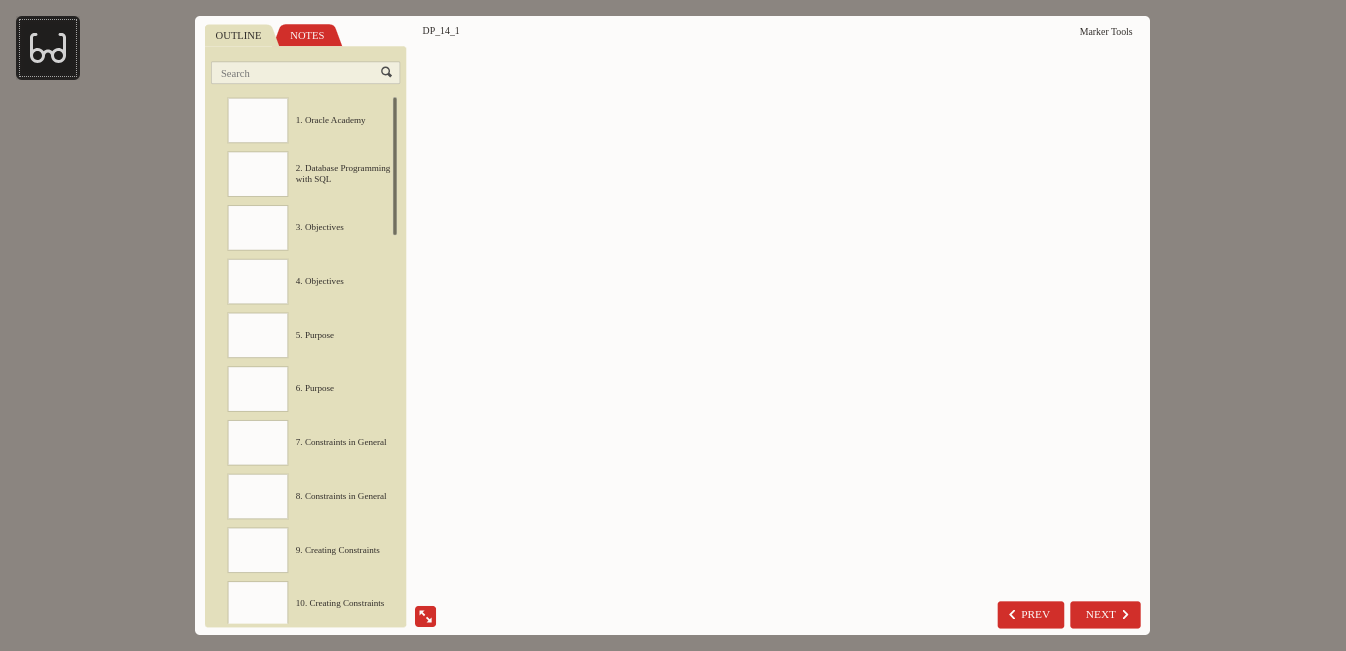 OUTLINE
NOTES
DP_14_1
Marker Tools
Search
1. Oracle Academy
2. Database Programming
with SQL
3. Objectives
4. Objectives
5. Purpose
6. Purpose
7. Constraints in General
8. Constraints in General
9. Creating Constraints
10. Creating Constraints
PREV
NEXT